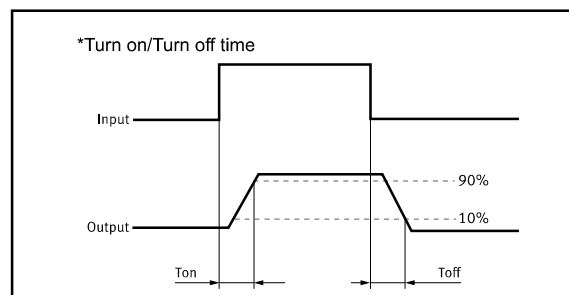 *Turn on/Turn off time
Input
90%
10%
Output
Ton
Toff